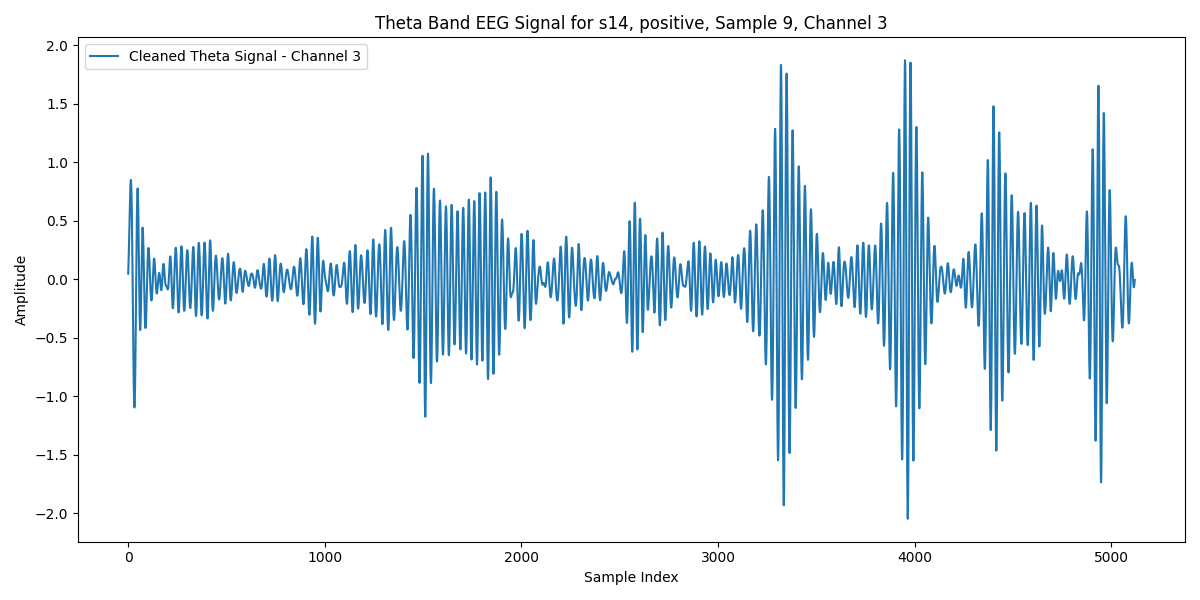 Theta Band EEG Signal for s14, positive, Sample 9, Channel 3
Cleaned Theta Signal - Channel 3
2.0
1.5
1.0
0.5
0.0
−0.5
−1.0
−1.5
−2.0
Amplitude
0 1000 2000 3000 4000 5000
Sample Index